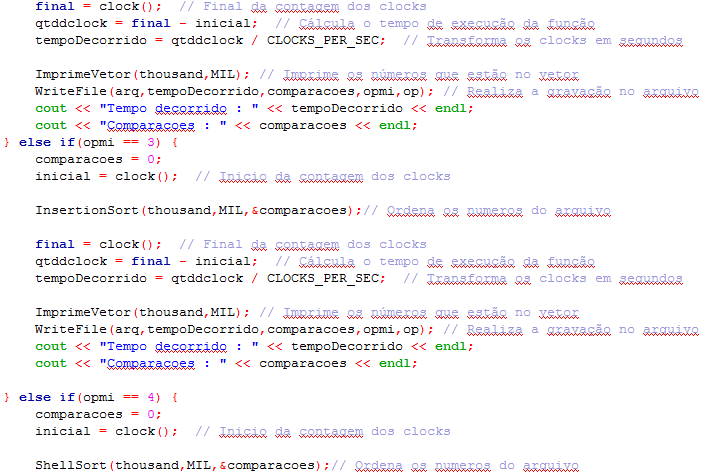 final = clock();  // Final da contagem dos clocks
qtddclock = final - inicial;  // Cálcula o tempo de execução da função
tempoDecorrido = qtddclock / CLOCKS_PER_SEC;  // Transforma os clocks em segundos
ImprimeVetor(thousand,MIL); // Imprime os números que estão no vetor
WriteFile(arq,tempoDecorrido,comparacoes,opmi,op); // Realiza a gravação no arquivo
cout << "Tempo decorrido : " << tempoDecorrido << endl;
cout << "Comparacoes : " << comparacoes << endl;
} else if(opmi == 3) {
comparacoes = 0;
inicial = clock();  // Inicio da contagem dos clocks
InsertionSort(thousand,MIL,&comparacoes);// Ordena os numeros do arquivo
final = clock();  // Final da contagem dos clocks
qtddclock = final - inicial;  // Cálcula o tempo de execução da função
tempoDecorrido = qtddclock / CLOCKS_PER_SEC;  // Transforma os clocks em segundos
ImprimeVetor(thousand,MIL); // Imprime os números que estão no vetor
WriteFile(arq,tempoDecorrido,comparacoes,opmi,op); // Realiza a gravação no arquivo
cout << "Tempo decorrido : " << tempoDecorrido << endl;
cout << "Comparacoes : " << comparacoes << endl;
} else if(opmi == 4) {
comparacoes = 0;
inicial = clock();  // Inicio da contagem dos clocks
ShellSort(thousand,MIL,&comparacoes);// Ordena os numeros do arquivo